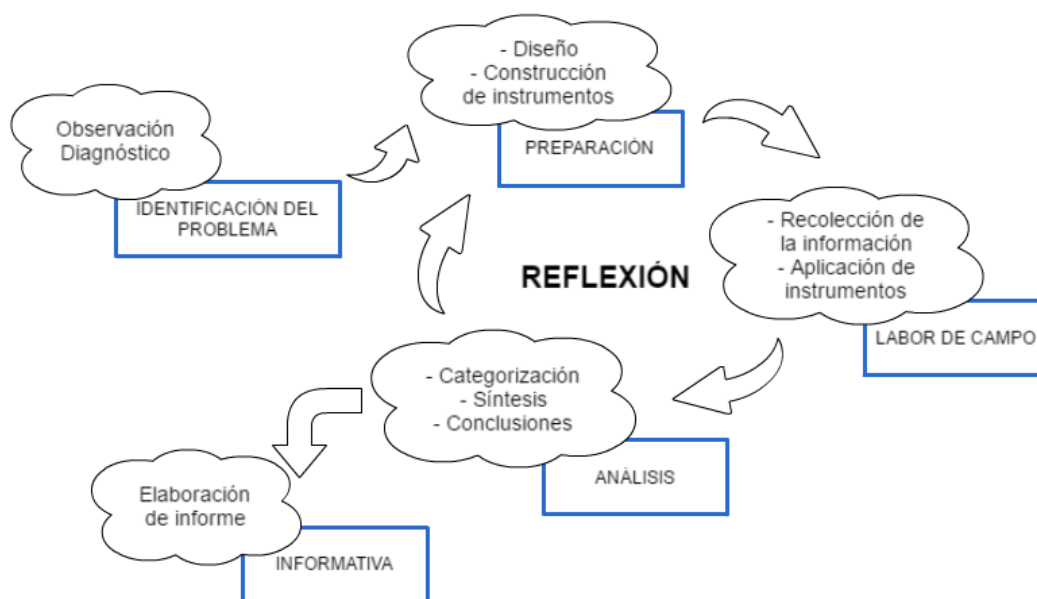 Observación
Diagnóstico
IDENTIFICACIÓN DEL
PROBLEMA
- Diseño
- Construcción
de instrumentos
PREPARACIÓN
- Recolección de
la información
- Aplicación de
instrumentos
LABOR DE CAMPO
REFLEXIÓN
- Categorización
- Síntesis
- Conclusiones
ANÁLISIS
Elaboración
de informe
INFORMATIVA